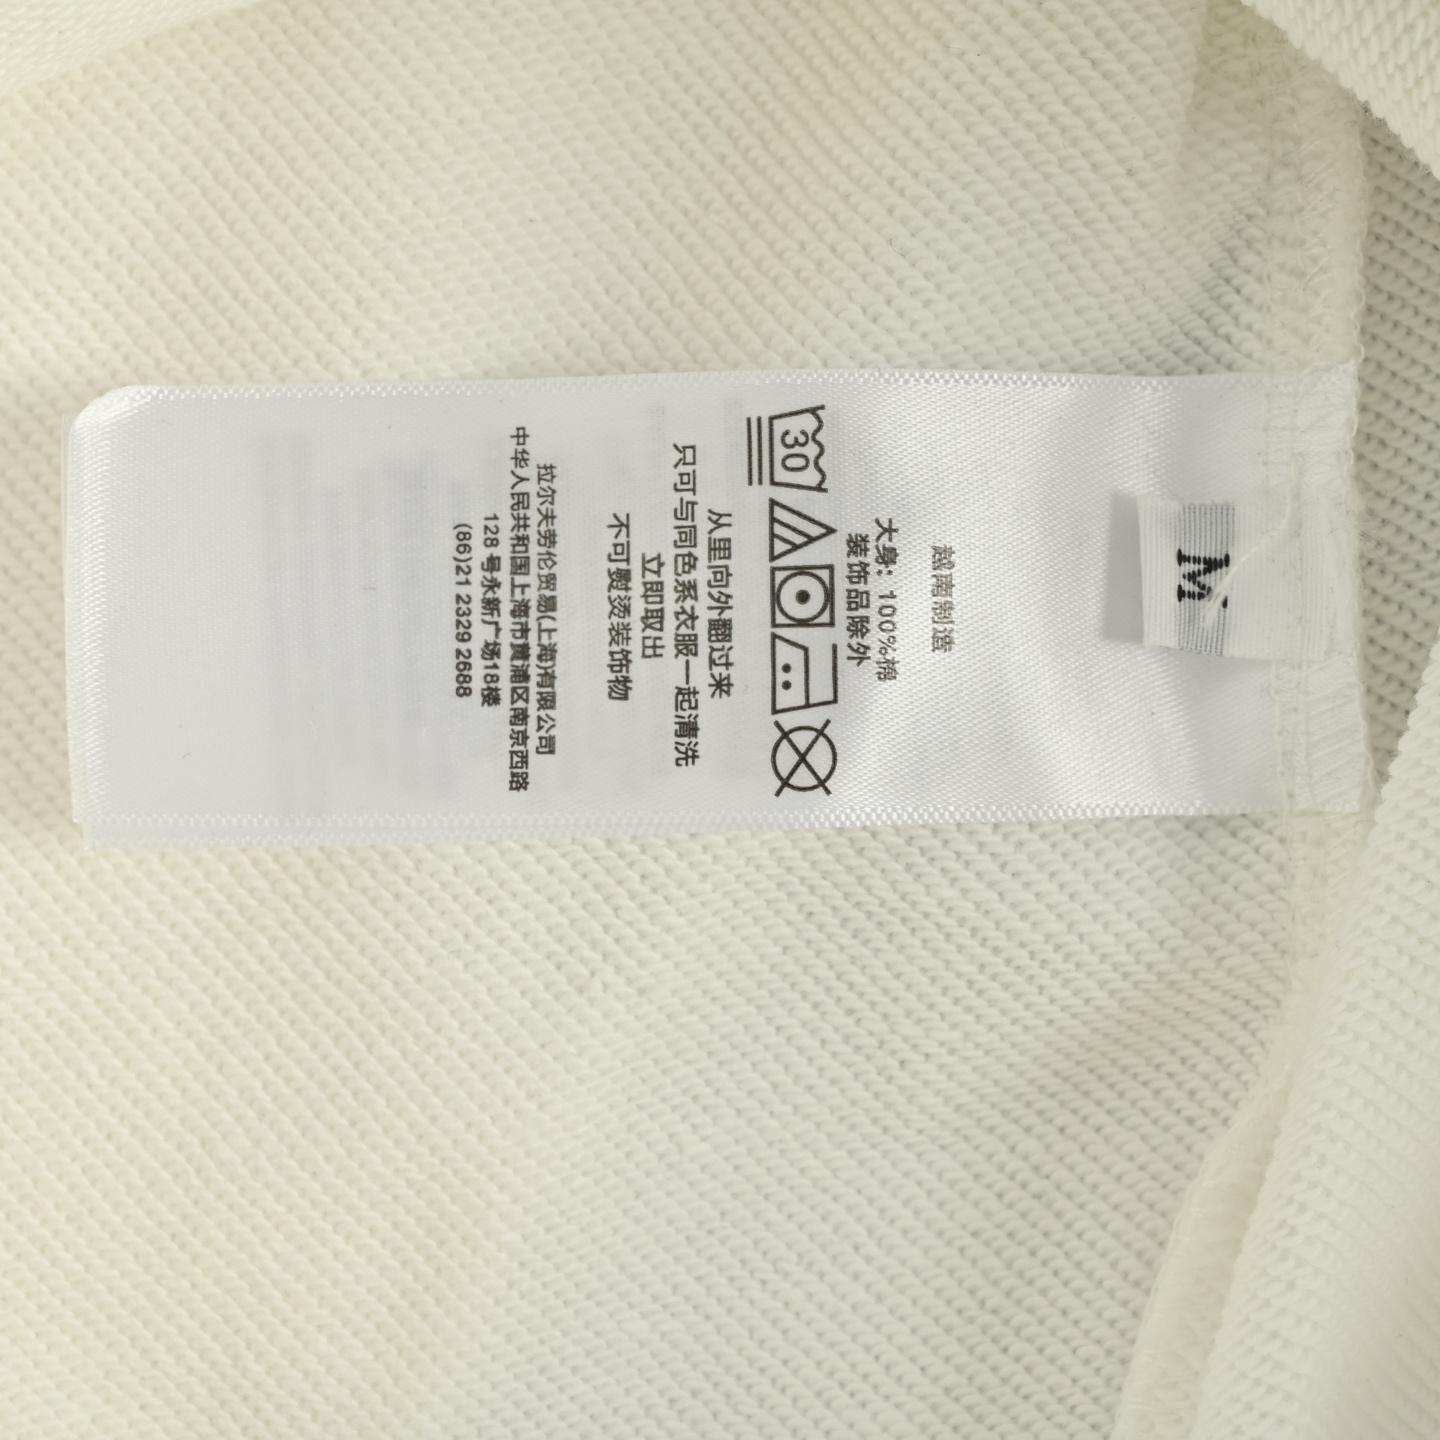 M
越南制造
大身：100%棉
装饰品除外
30
从里向外翻过来
只可与同色系衣服一起清洗
立即取出
不可熨烫装饰物
拉尔夫劳伦贸易(上海)有限公司
中华人民共和国上海市黄浦区南京西路
128 号永新广场18楼
(86)21 2329 2688